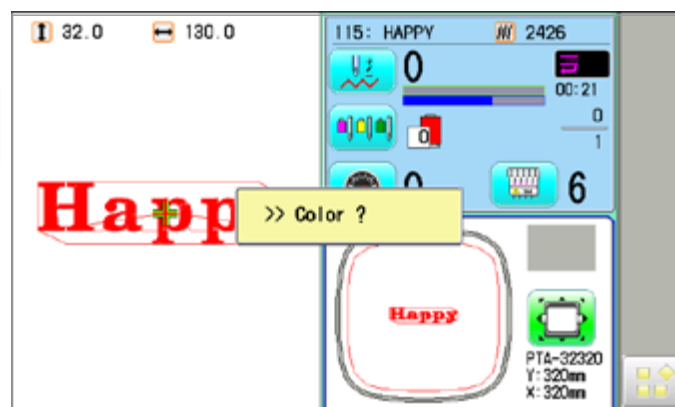 32.0 130.0
115: HAPPY 2426
0
00:21
0
0
1
0 6
Happ
>> Color ?
Happy
PTA-32320
Y:320mm
X:320mm